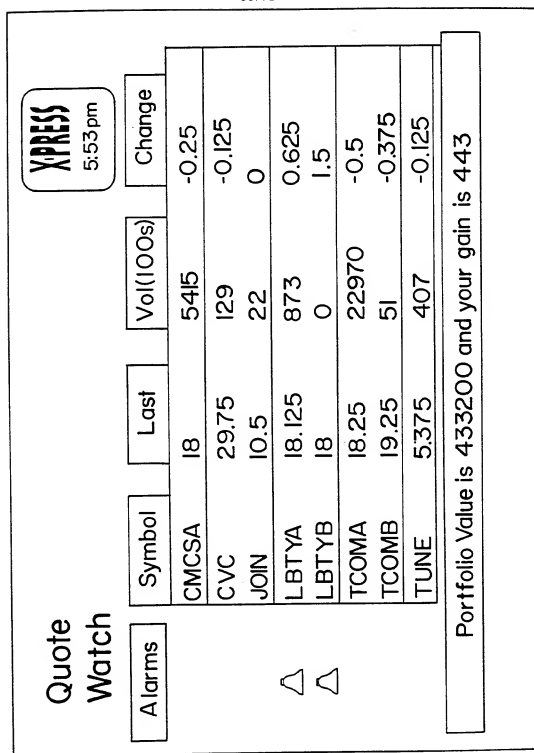 Quote
Watch
X·PRESS
5:53pm
Alarms Symbol Last Vol(100s) Change
CMCSA 18 5415 -0.25
CVC 29.75 129 -0.125
JOIN 10.5 22 0
LBTYA 18.125 873 0.625
LBTYB 18 0 1.5
TCOMA 18.25 22970 -0.5
TCOMB 19.25 51 -0.375
TUNE 5.375 407 -0.125
Portfolio Value is 433200 and your gain is 443